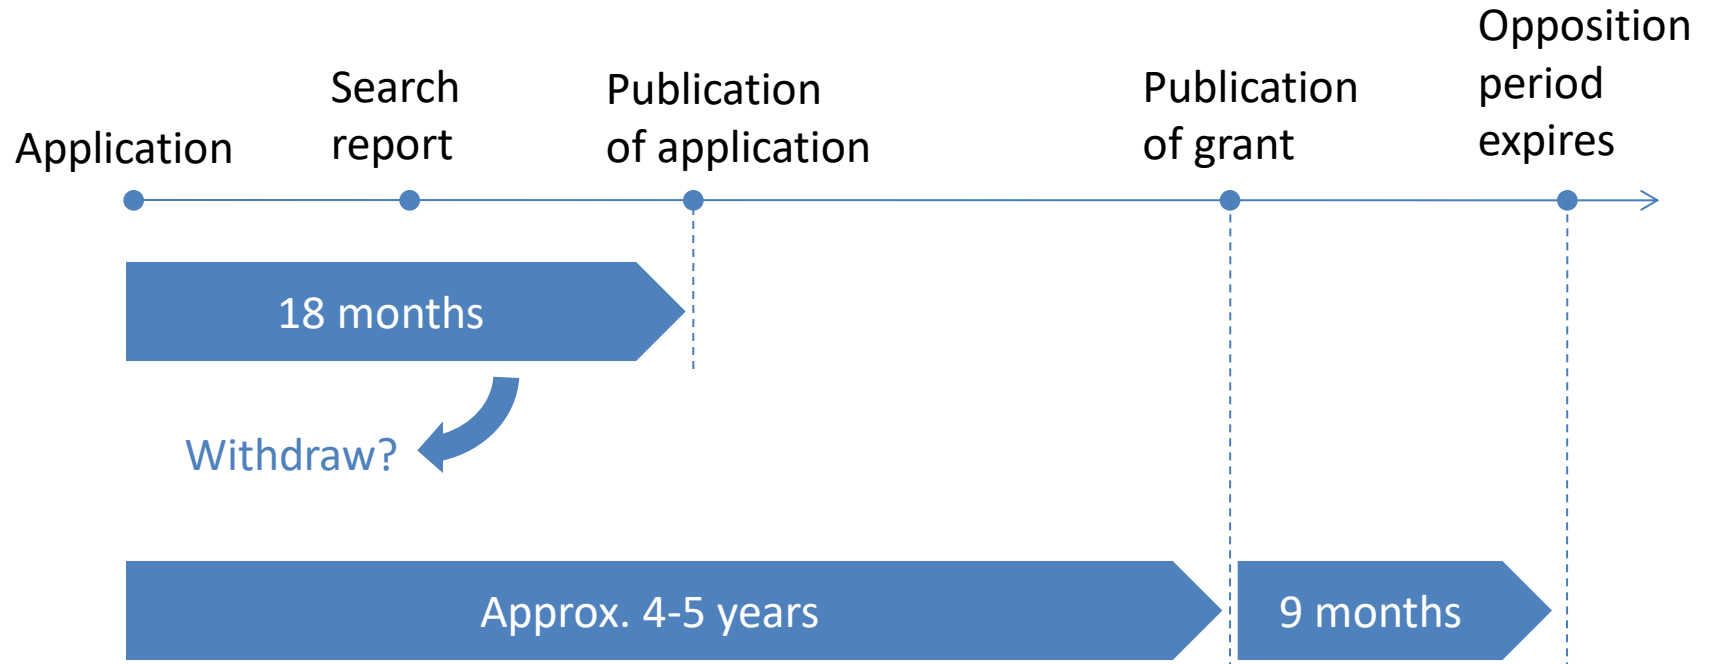 Application
Search
report
Publication
of application
Publication
of grant
Opposition
period
expires
18 months
Withdraw?
Approx. 4-5 years
9 months